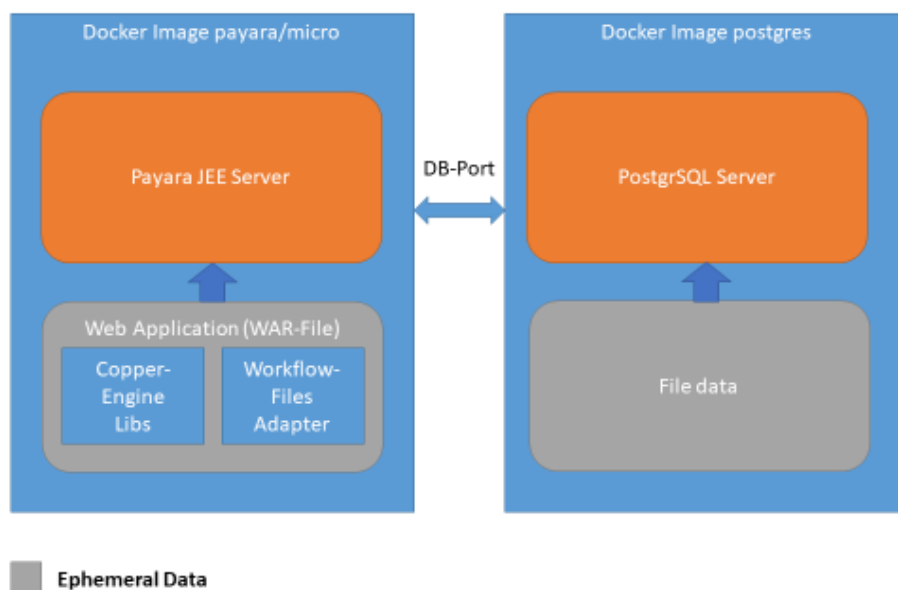 Docker Image payara/micro
Payara JEE Server
Web Application (WAR-File)
Copper-
Engine
Libs
Workflow-
Files
Adapter
DB-Port
Docker Image postgres
PostgrSQL Server
File data
Ephemeral Data